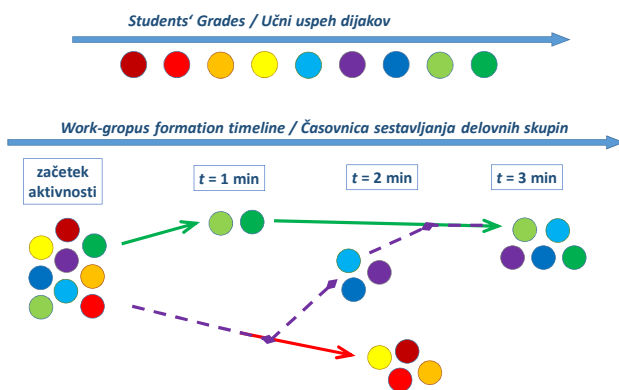 Students‘ Grades / Učni uspeh dijakov
Work-gropus formation timeline / Časovnica sestavljanja delovnih skupin
začetek
aktivnosti
t = 1 min
t = 2 min
t = 3 min